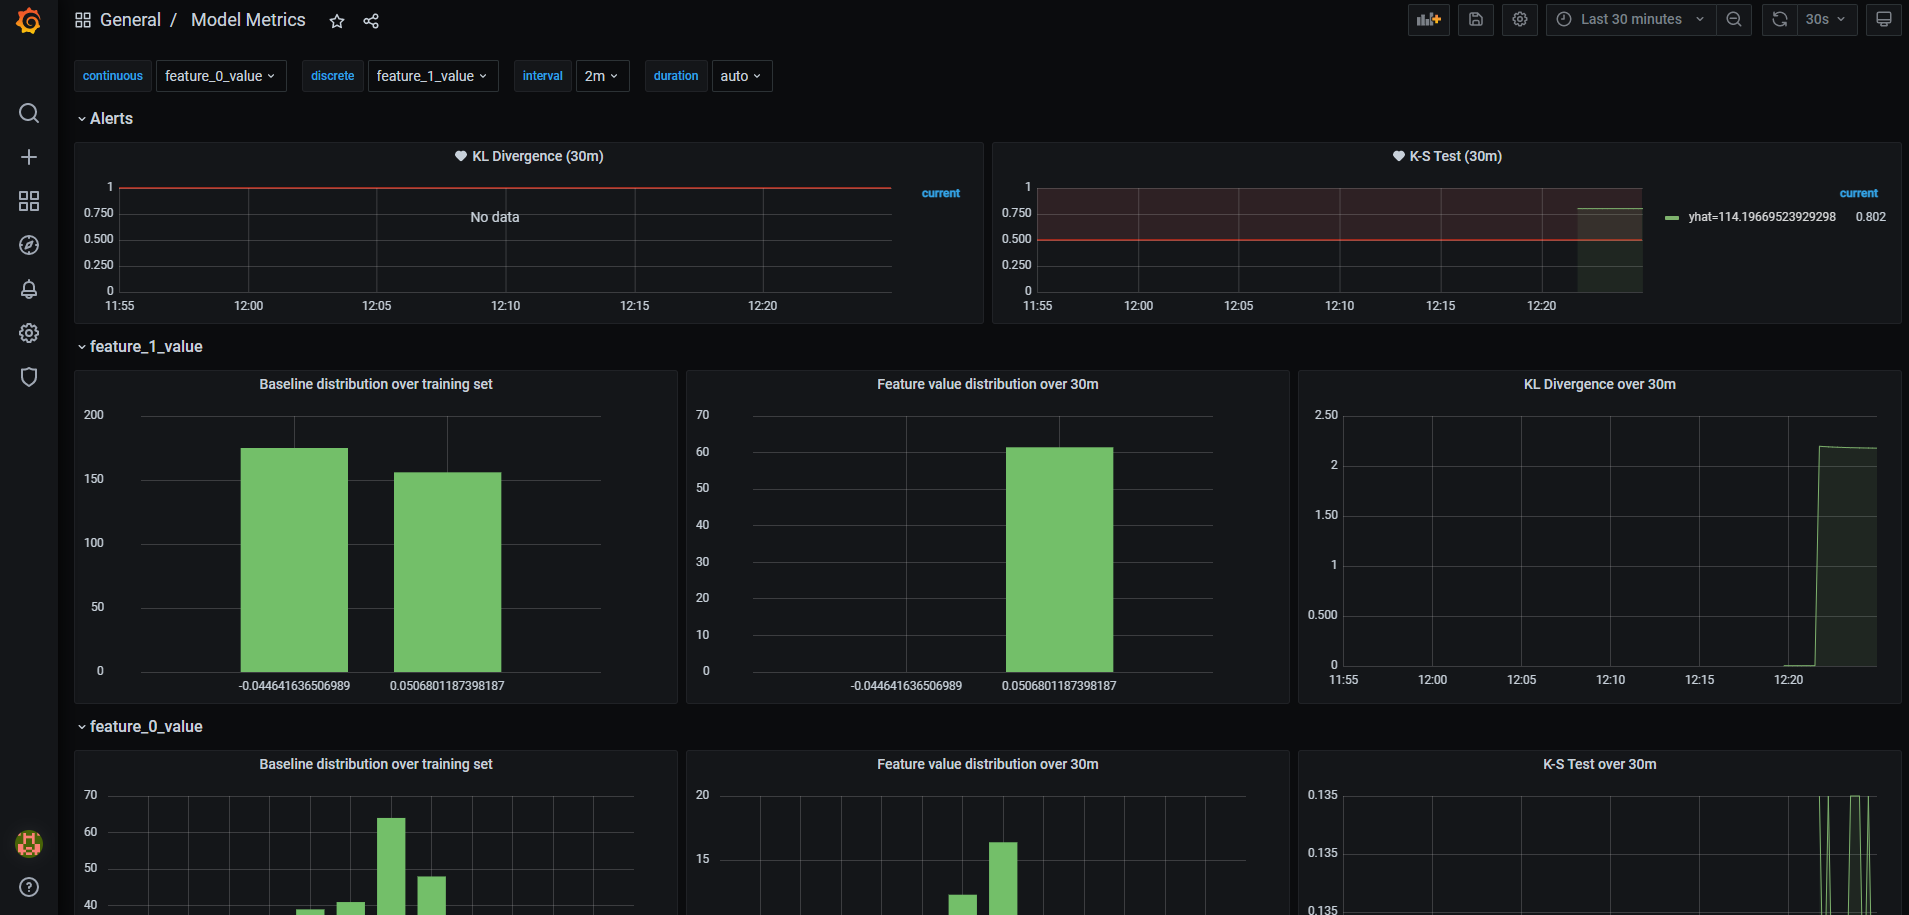 General / Model Metrics
Last 30 minutes
30s
continuous feature_0_value discrete feature_1_value interval 2m duration auto
Alerts
KL Divergence (30m)
1
0.750
0.500
0.250
0
No data
current
11:55 12:00 12:05 12:10 12:15 12:20
K-S Test (30m)
1
0.750
0.500
0.250
0
current
yhat=114.19669523929298 0.802
11:55 12:00 12:05 12:10 12:15 12:20
feature_1_value
Baseline distribution over training set
200
150
100
50
0
-0.044641636506989 0.0506801187398187
Feature value distribution over 30m
70
60
50
40
30
20
10
0
-0.044641636506989 0.0506801187398187
KL Divergence over 30m
2.50
2
1.50
1
0.500
0
11:55 12:00 12:05 12:10 12:15 12:20
feature_0_value
Baseline distribution over training set
70
60
50
40
Feature value distribution over 30m
20
15
K-S Test over 30m
0.135
0.135
0.135